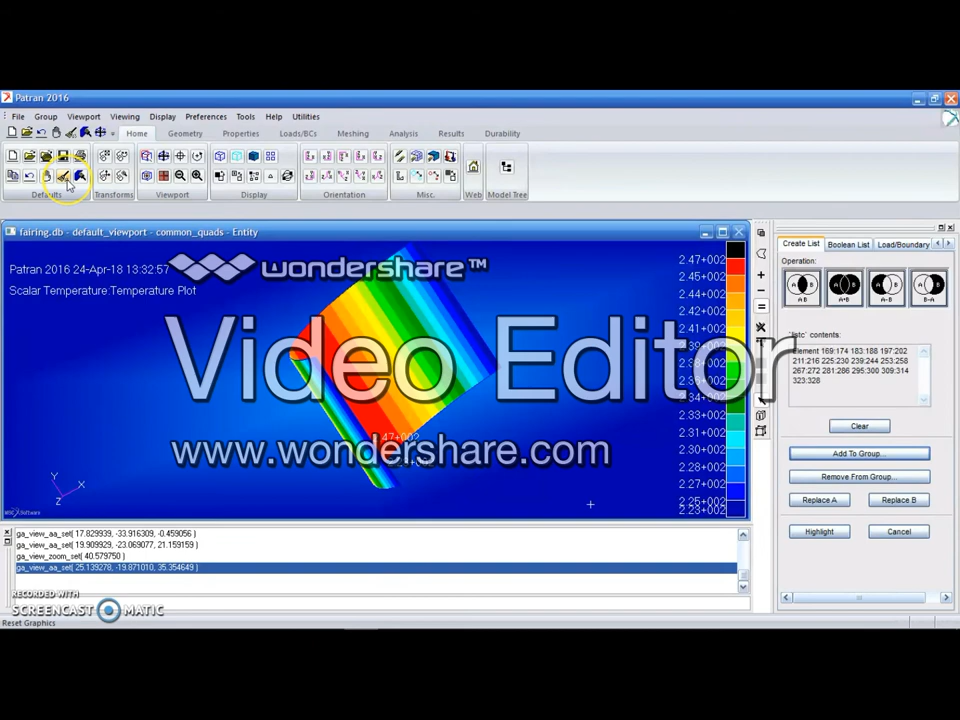 Patran 2016
File Group Viewport Viewing Display Preferences Tools Help Utilities
Home Geometry Properties Loads/BCs Meshing Analysis Results Durability
Defaults Transforms Viewport Display Orientation Misc. Web Model Tree
fairing.db - default_viewport - common_quads - Entity
Patran 2016 24-Apr-18 13:32:57
Scalar Temperature:Temperature Plot
wondershare™
Video Editor
www.wondershare.com
2.47+002
2.45+002
2.44+002
2.42+002
2.41+002
2.38+002
2.34+002
2.33+002
2.31+002
2.30+002
2.28+002
2.27+002
2.25+002
2.23+002
Y
X
Z
Create List Boolean List Load/Boundary
Operation:
A B
A+B
A-B
B-A
`listc` contents:
Element 169:174 183:188 197:202
211:216 225:230 239:244 253:258
267:272 281:286 295:300 309:314
323:328
Clear
Add To Group...
Remove From Group...
Replace A Replace B
Highlight Cancel
ga_view_aa_set( 17.829939, -33.916309, -0.459056 )
ga_view_aa_set( 19.909929, -23.069077, 21.159159 )
ga_view_zoom_set( 40.579750 )
ga_view_aa_set( 25.139278, -19.871010, 35.354649 )
RECORDED WITH
SCREENCAST MATIC
Reset Graphics